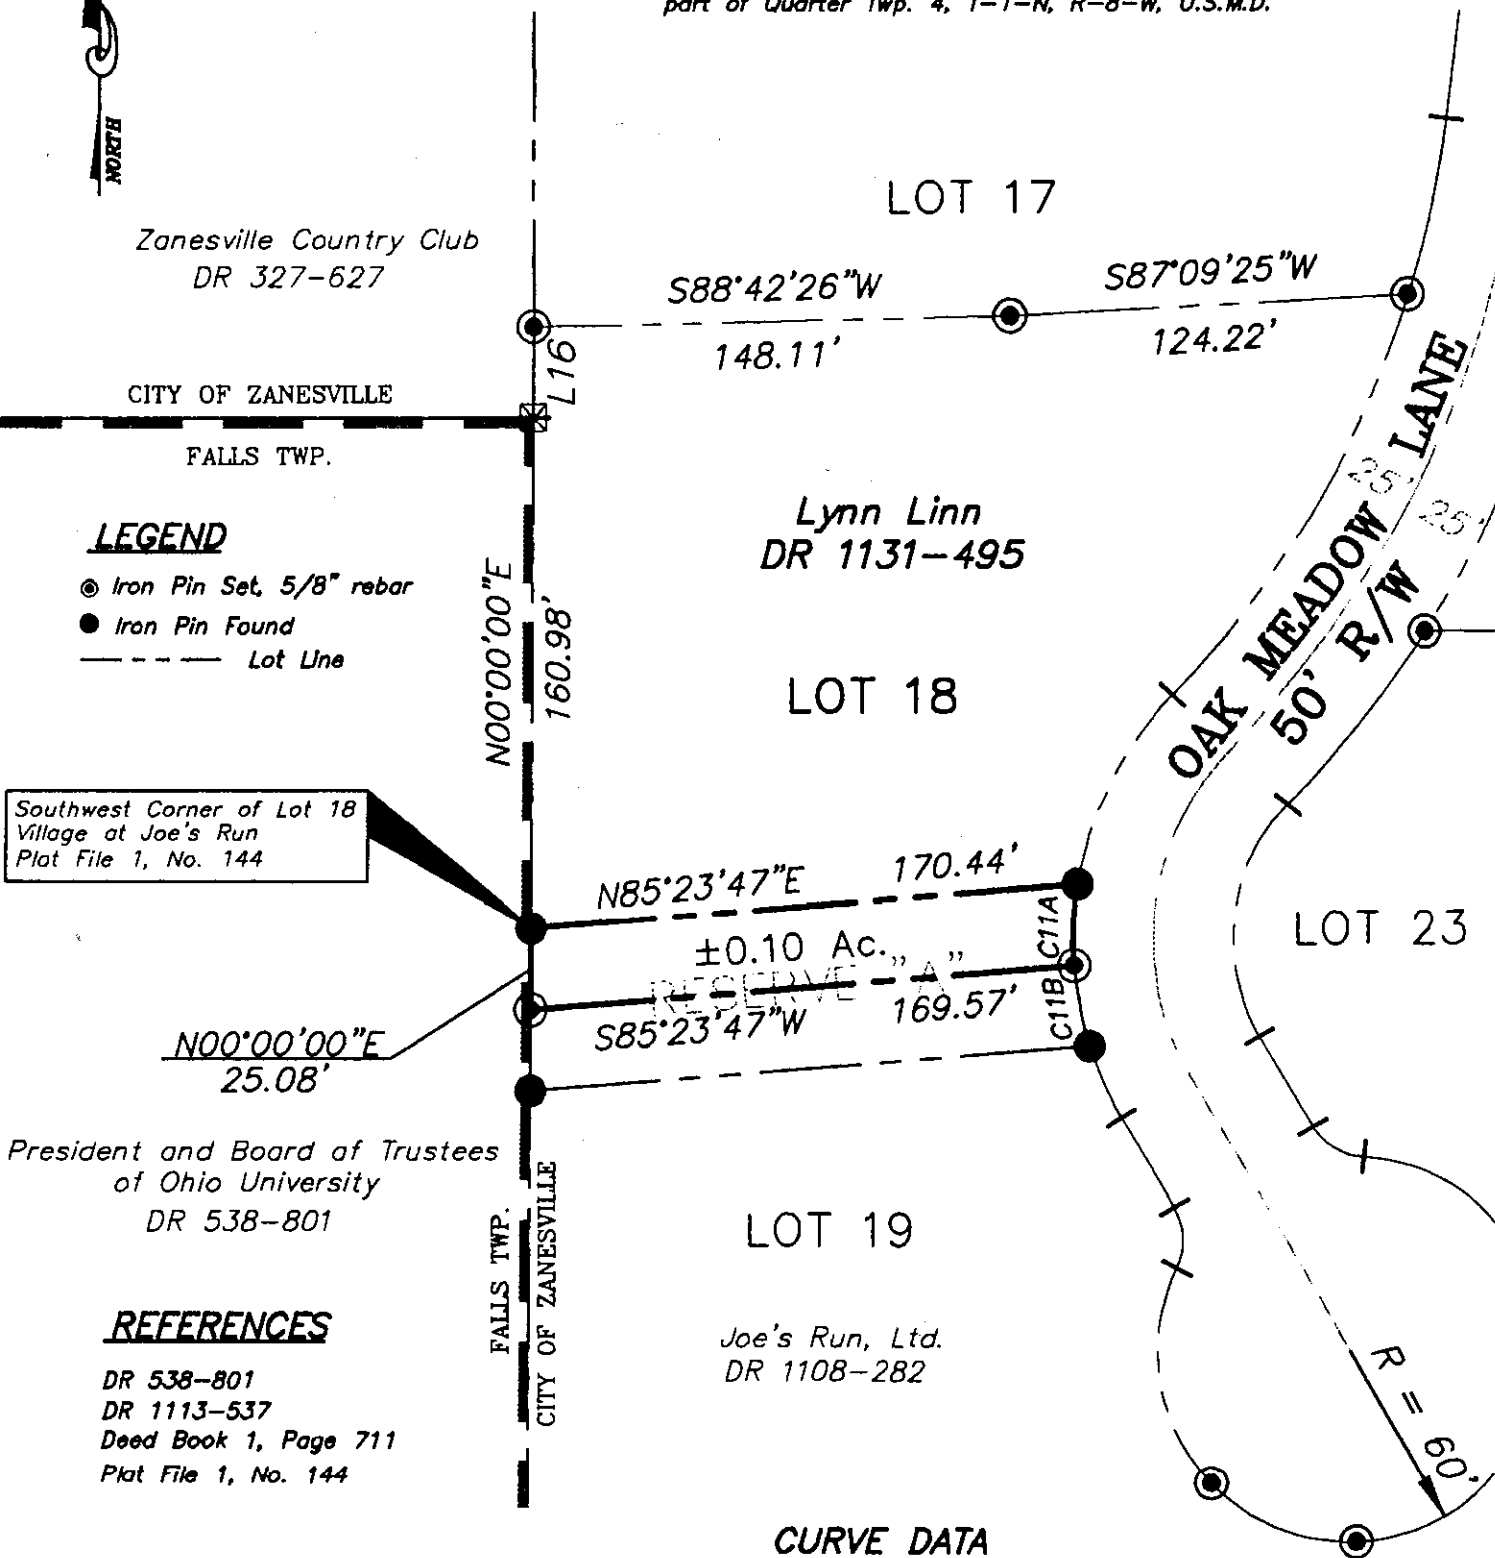 part of Quarter Twp. 4, T-1-N, R-8-W, U.S.M.D.
NORTH
LOT 17
Zanesville Country Club
DR 327-627
S88°42'26"W
148.11'
S87°09'25"W
124.22'
L16
CITY OF ZANESVILLE
FALLS TWP.
OAK MEADOW LANE
50' R/W
25'
25'
Lynn Linn
DR 1131-495
LEGEND
Iron Pin Set, 5/8" rebar
Iron Pin Found
Lot Line
N00°00'00"E
160.98'
LOT 18
Southwest Corner of Lot 18
Village at Joe's Run
Plat File 1, No. 144
N85°23'47"E 170.44'
±0.10 Ac.
RESERVE "A"
C11A
C11B
S85°23'47"W 169.57'
LOT 23
N00°00'00"E
25.08'
President and Board of Trustees
of Ohio University
DR 538-801
FALLS TWP.
CITY OF ZANESVILLE
LOT 19
Joe's Run, Ltd.
DR 1108-282
R = 60'
REFERENCES
DR 538-801
DR 1113-537
Deed Book 1, Page 711
Plat File 1, No. 144
CURVE DATA